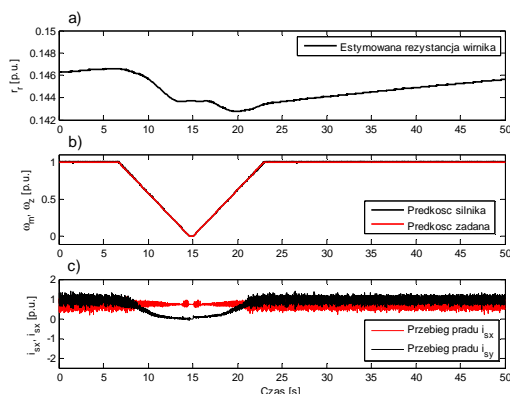 a)
0.15
0.148
0.146
0.144
0.142
r_r [p.u.]
Estymowana rezystancja wirnika
0 5 10 15 20 25 30 35 40 45 50
b)
1
0.5
0
ω_m, ω_z [p.u.]
Predkosc silnika
Predkosc zadana
0 5 10 15 20 25 30 35 40 45 50
c)
2
1
0
-1
-2
i_sx, i_sx [p.u.]
Przebieg pradu i_sx
Przebieg pradu i_sy
0 5 10 15 20 25 30 35 40 45 50
Czas [s]